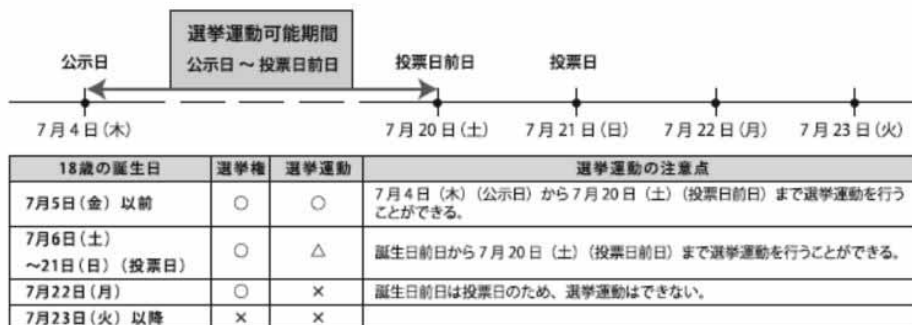 選挙運動可能期間
公示日 ～ 投票日前日
公示日
投票日前日
投票日
7月4日(木)
7月20日(土)
7月21日(日)
7月22日(月)
7月23日(火)
18歳の誕生日 選挙権 選挙運動 選挙運動の注意点
7月5日(金) 以前 ○ ○ 7月4日（木）（公示日）から7月20日（土）（投票日前日）まで選挙運動を行う
ことができる。
7月6日(土)
～21日(日)(投票日) ○ △ 誕生日前日から7月20日（土）（投票日前日）まで選挙運動を行うことができる。
7月22日(月) ○ × 誕生日前日は投票日のため、選挙運動はできない。
7月23日(火) 以降 × ×